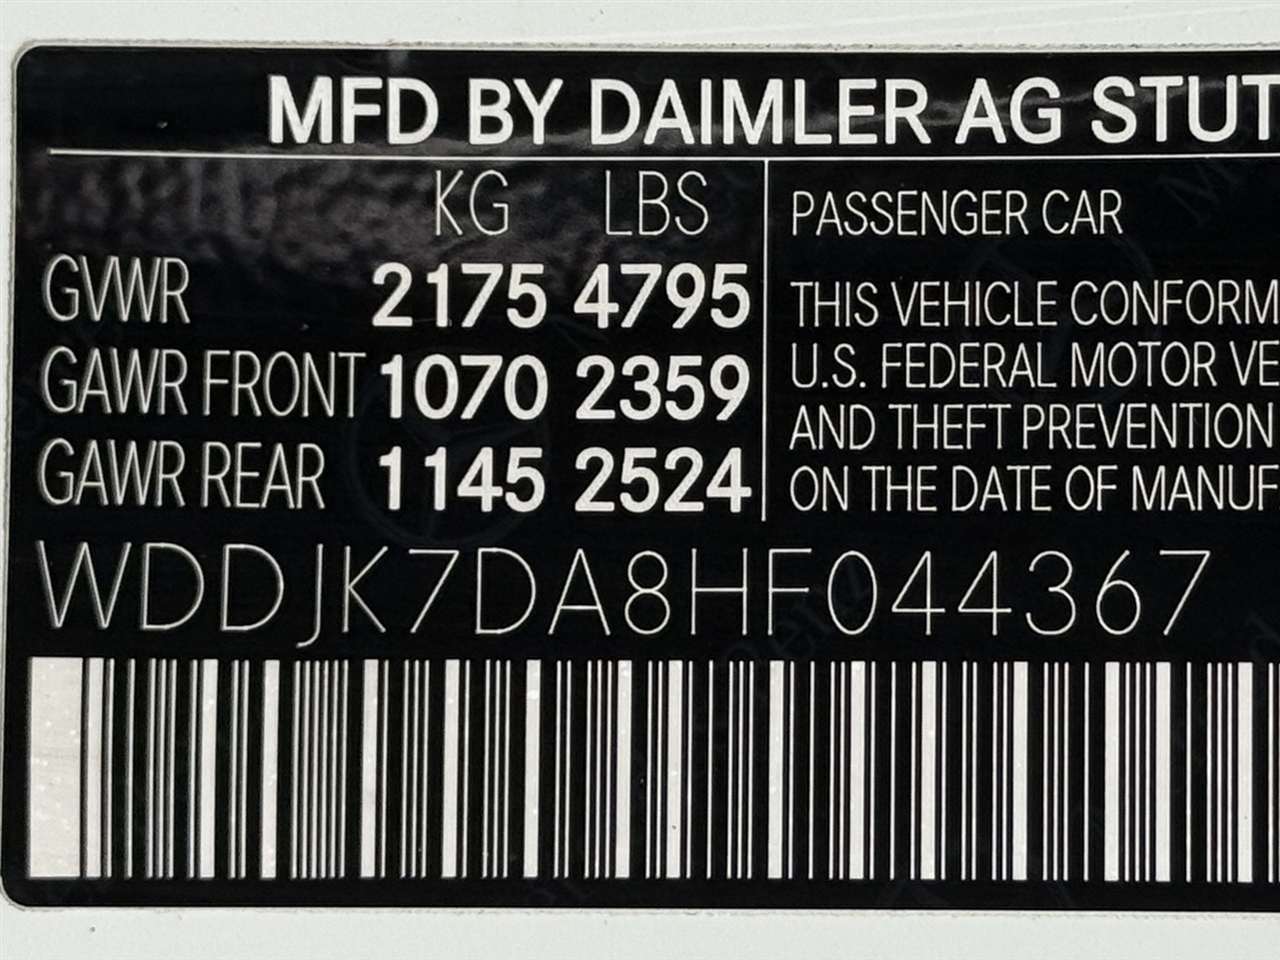 MFD BY DAIMLER AG STUT
KG LBS
GVWR 2175 4795
GAWR FRONT 1070 2359
GAWR REAR 1145 2524
PASSENGER CAR
THIS VEHICLE CONFORM
U.S. FEDERAL MOTOR VE
AND THEFT PREVENTION
ON THE DATE OF MANUF
WDDJK7DA8HF044367